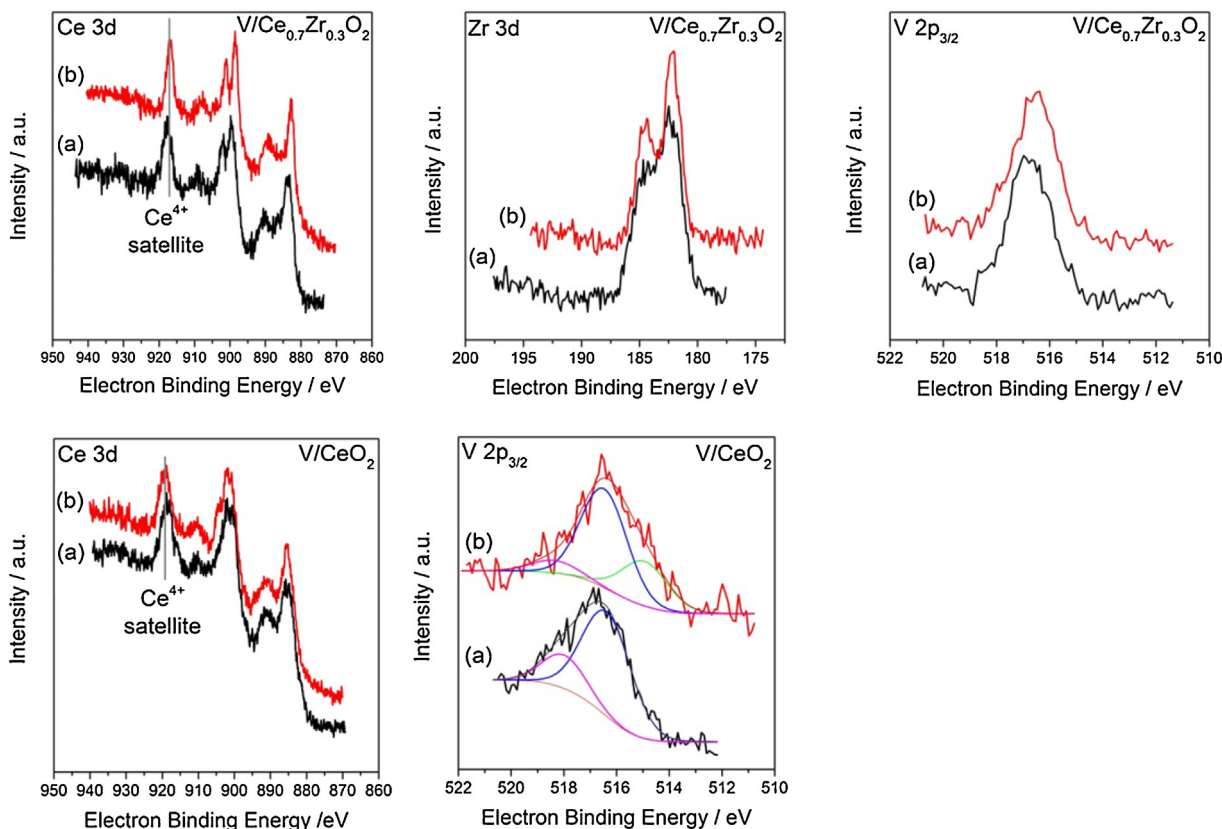 Ce 3d V/Ce₀.₇Zr₀.₃O₂
(b)
(a)
Ce⁴⁺
satellite
Intensity / a.u.
950 940 930 920 910 900 890 880 870 860
Electron Binding Energy / eV
Zr 3d V/Ce₀.₇Zr₀.₃O₂
(b)
(a)
Intensity / a.u.
200 195 190 185 180 175
Electron Binding Energy / eV
V 2p₃/₂ V/Ce₀.₇Zr₀.₃O₂
(b)
(a)
Intensity / a.u.
522 520 518 516 514 512 510
Electron Binding Energy / eV
Ce 3d V/CeO₂
(b)
(a)
Ce⁴⁺
satellite
Intensity / a.u.
950 940 930 920 910 900 890 880 870 860
Electron Binding Energy /eV
V 2p₃/₂ V/CeO₂
(b)
(a)
Intensity / a.u.
522 520 518 516 514 512 510
Electron Binding Energy / eV